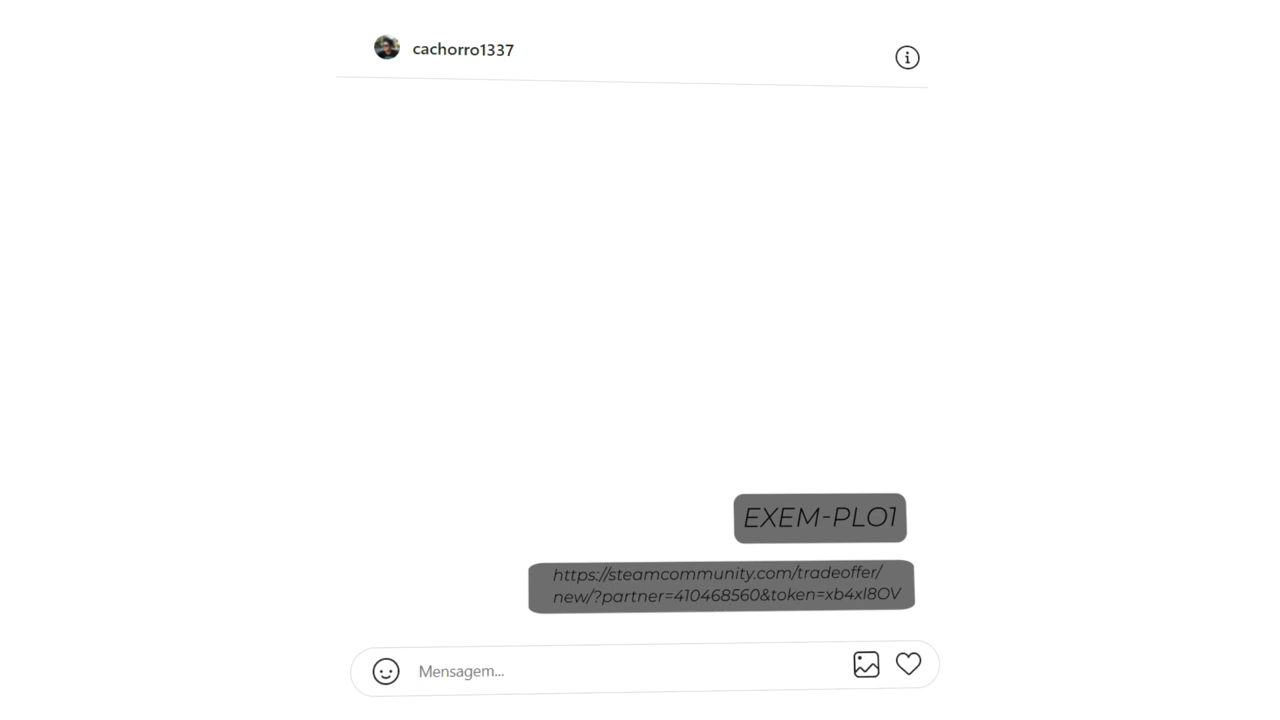 cachorro1337
EXEM-PLO1
https://steamcommunity.com/tradeoffer/
new/?partner=410468560&token=xb4xl8OV
Mensagem...